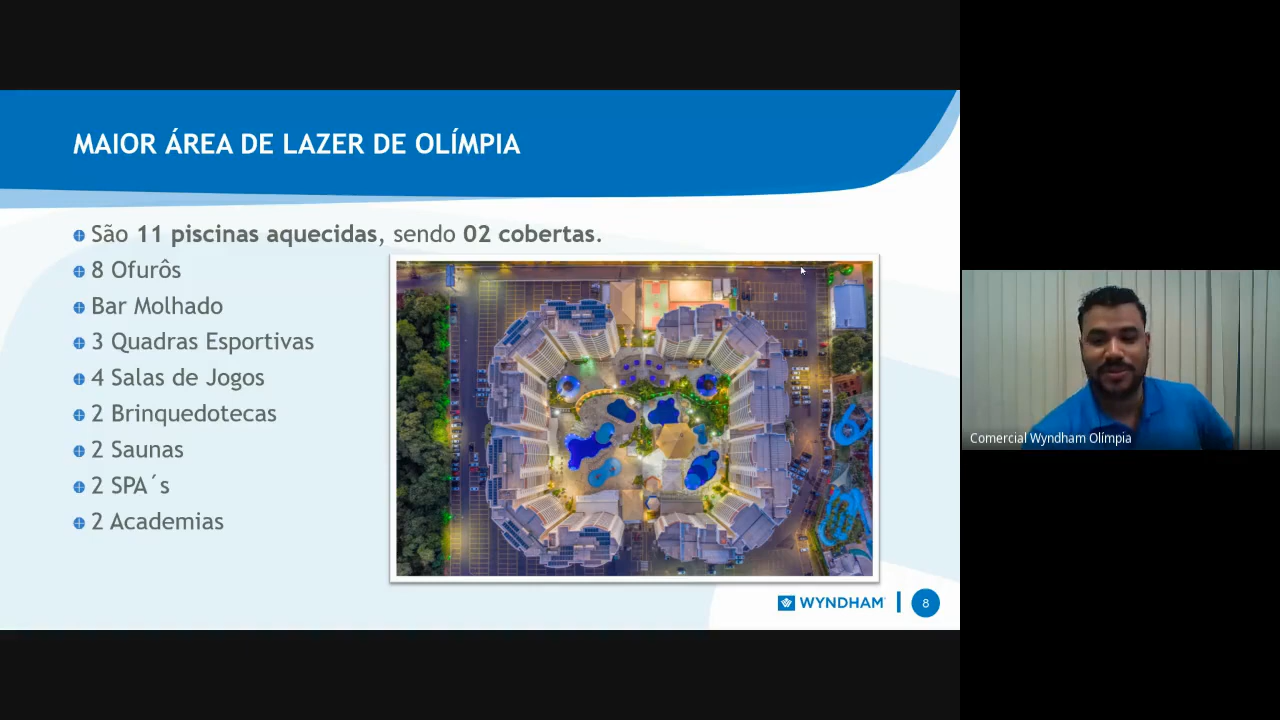 MAIOR ÁREA DE LAZER DE OLÍMPIA
São 11 piscinas aquecidas, sendo 02 cobertas.
8 Ofurôs
Bar Molhado
3 Quadras Esportivas
4 Salas de Jogos
2 Brinquedotecas
2 Saunas
2 SPA´s
2 Academias
WYNDHAM
8
Comercial Wyndham Olímpia